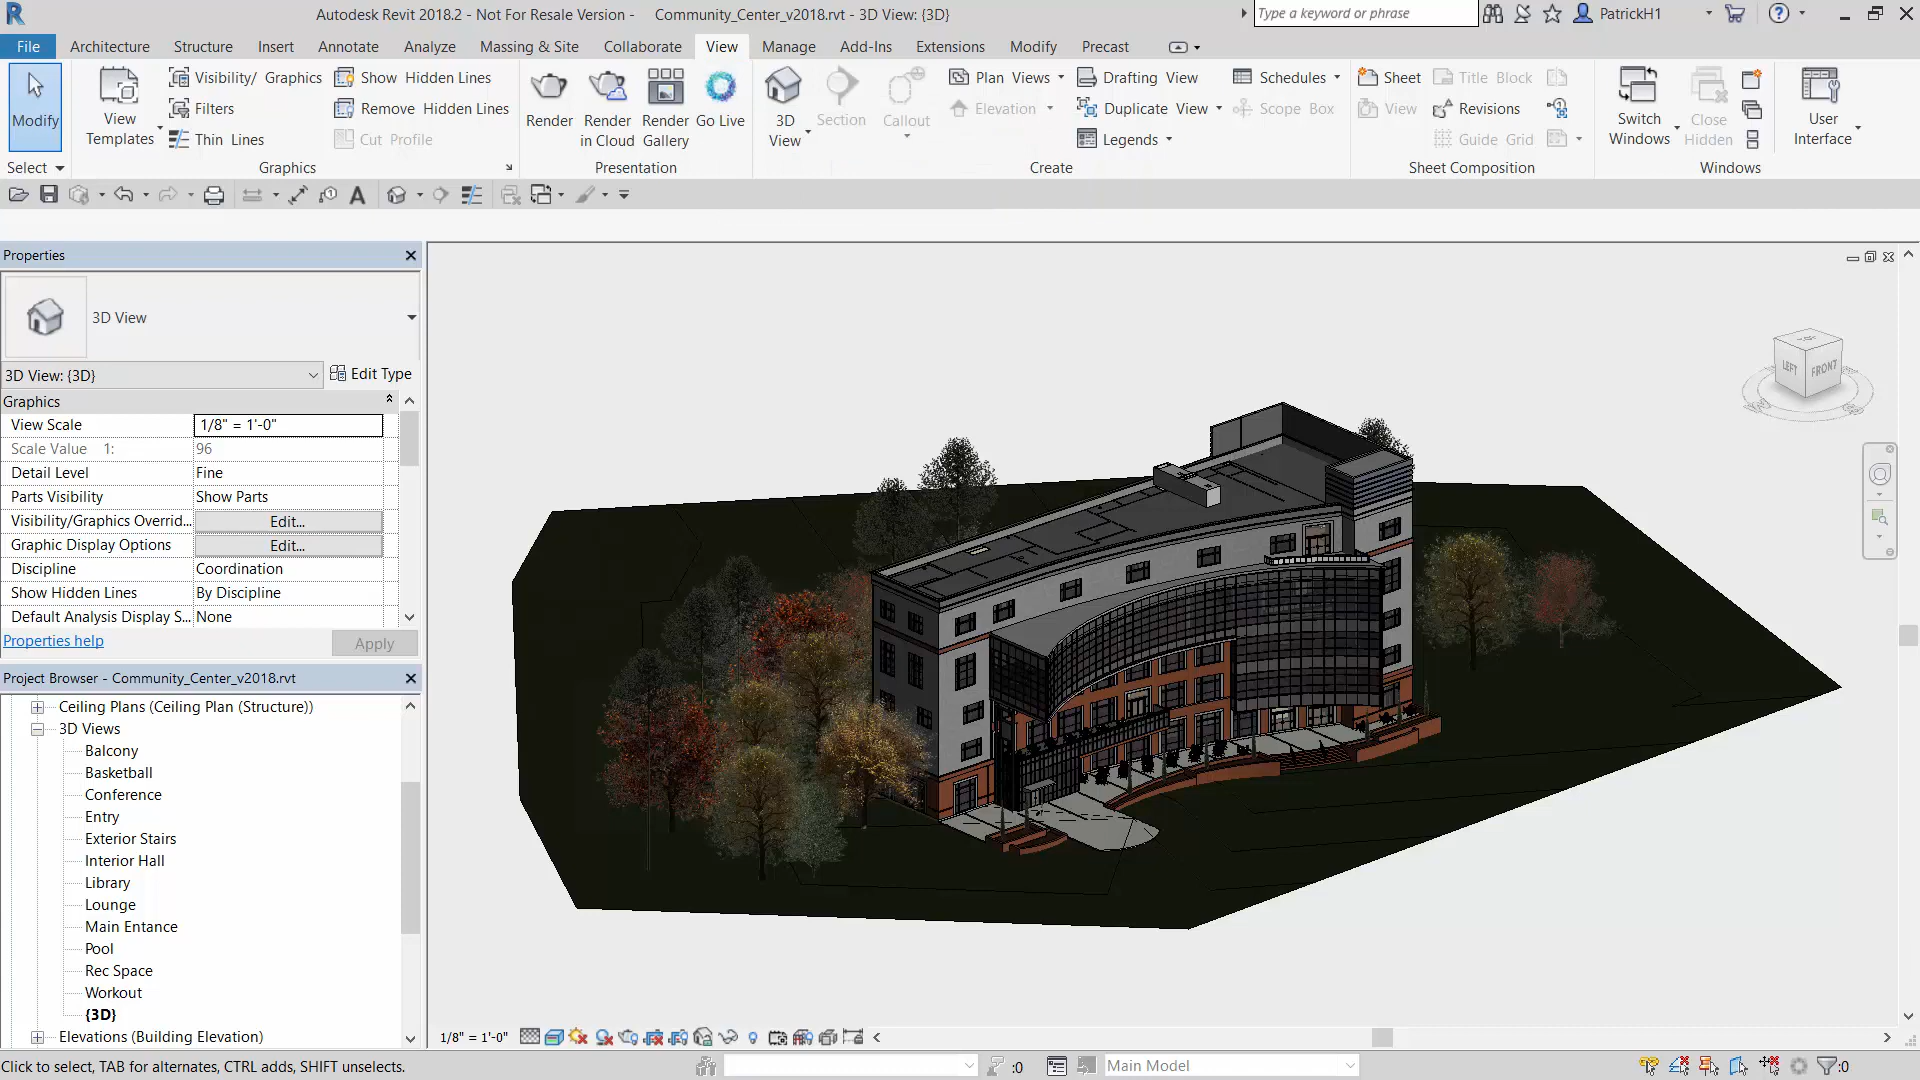 Autodesk Revit 2018.2 - Not For Resale Version - Community_Center_v2018.rvt - 3D View: {3D}
Type a keyword or phrase
PatrickH1
File Architecture Structure Insert Annotate Analyze Massing & Site Collaborate View Manage Add-Ins Extensions Modify Precast
Modify
View
Templates
Visibility/ Graphics
Filters
Thin Lines
Show Hidden Lines
Remove Hidden Lines
Cut Profile
Render
Render
in Cloud
Render
Gallery
Go Live
3D
View
Section
Callout
Plan Views
Elevation
Drafting View
Duplicate View
Legends
Schedules
Scope Box
Sheet
View
Title Block
Revisions
Guide Grid
Switch
Windows
Close
Hidden
User
Interface
Select
Graphics
Presentation
Create
Sheet Composition
Windows
Properties
3D View
3D View: {3D}
Edit Type
Graphics
View Scale 1/8" = 1'-0"
Scale Value 1: 96
Detail Level Fine
Parts Visibility Show Parts
Visibility/Graphics Overrid... Edit...
Graphic Display Options Edit...
Discipline Coordination
Show Hidden Lines By Discipline
Default Analysis Display S... None
Properties help
Apply
Project Browser - Community_Center_v2018.rvt
Ceiling Plans (Ceiling Plan (Structure))
3D Views
Balcony
Basketball
Conference
Entry
Exterior Stairs
Interior Hall
Library
Lounge
Main Entance
Pool
Rec Space
Workout
{3D}
Elevations (Building Elevation)
TOP
LEFT
FRONT
1/8" = 1'-0"
Click to select, TAB for alternates, CTRL adds, SHIFT unselects.
:0
Main Model
:0